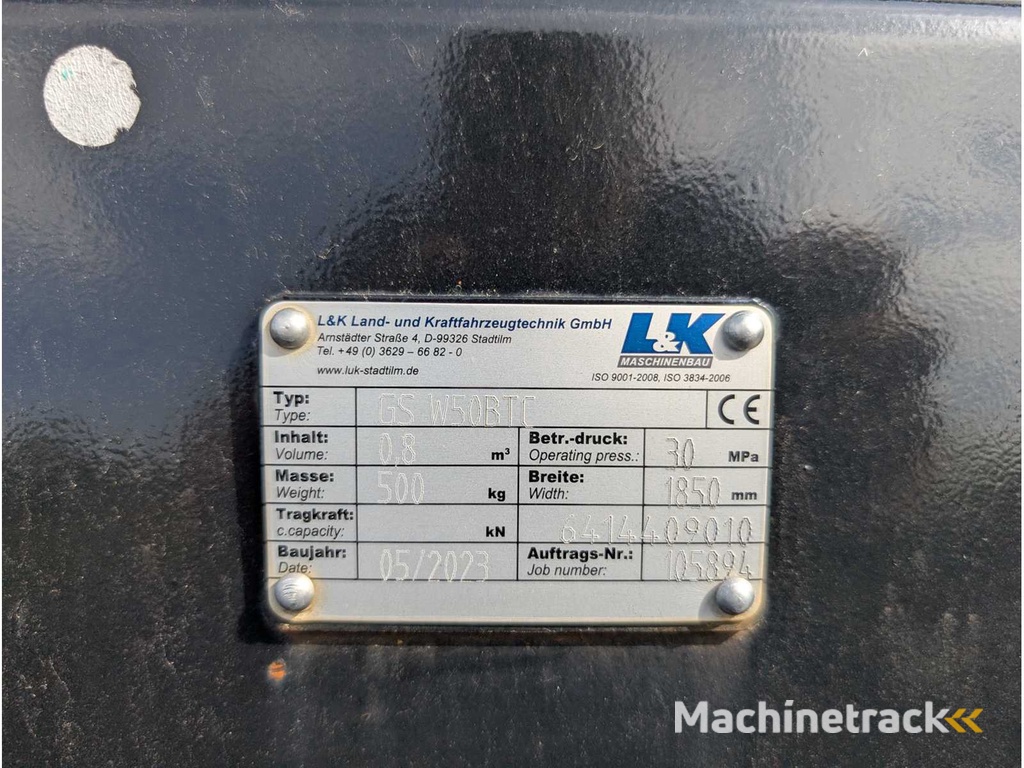 L&K Land- und Kraftfahrzeugtechnik GmbH
Arnstädter Straße 4, D-99326 Stadtilm
Tel. +49 (0) 3629 – 66 82 - 0
www.luk-stadtilm.de
L&K
MASCHINENBAU
ISO 9001-2008, ISO 3834-2006
Typ: GS W50BTC CE
Type:
Inhalt: 0,8 m³ Betr.-druck: 30 MPa
Volume: Operating press.:
Masse: 500 kg Breite: 1850 mm
Weight: Width:
Tragkraft: kN 6414409010
c.capacity:
Baujahr: 05/2023 Auftrags-Nr.: 105894
Date: Job number:
Machinetrack